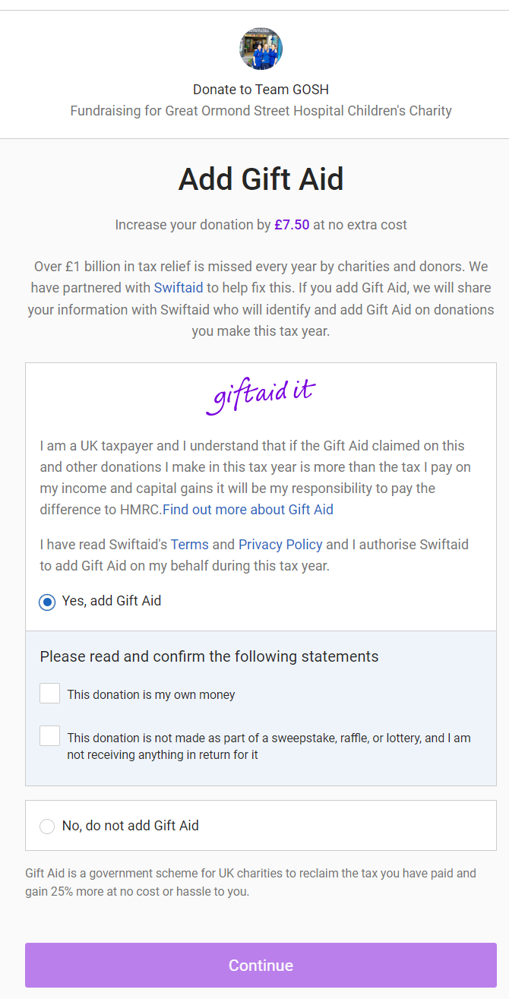 Donate to Team GOSH
Fundraising for Great Ormond Street Hospital Children's Charity
Add Gift Aid
Increase your donation by £7.50 at no extra cost
Over £1 billion in tax relief is missed every year by charities and donors. We
have partnered with Swiftaid to help fix this. If you add Gift Aid, we will share
your information with Swiftaid who will identify and add Gift Aid on donations
you make this tax year.
giftaid it
I am a UK taxpayer and I understand that if the Gift Aid claimed on this
and other donations I make in this tax year is more than the tax I pay on
my income and capital gains it will be my responsibility to pay the
difference to HMRC.Find out more about Gift Aid
I have read Swiftaid's Terms and Privacy Policy and I authorise Swiftaid
to add Gift Aid on my behalf during this tax year.
Yes, add Gift Aid
Please read and confirm the following statements
This donation is my own money
This donation is not made as part of a sweepstake, raffle, or lottery, and I am
not receiving anything in return for it
No, do not add Gift Aid
Gift Aid is a government scheme for UK charities to reclaim the tax you have paid and
gain 25% more at no cost or hassle to you.
Continue